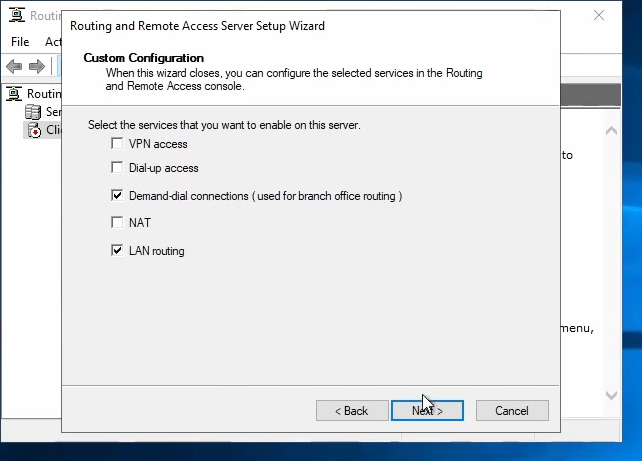 Routi
Routing and Remote Access Server Setup Wizard
File Act
Custom Configuration
When this wizard closes, you can configure the selected services in the Routing
and Remote Access console.
Routin
Ser
Clie
Select the services that you want to enable on this server.
VPN access
to
Dial-up access
Demand-dial connections ( used for branch office routing )
NAT
LAN routing
menu,
< Back
Next >
Cancel